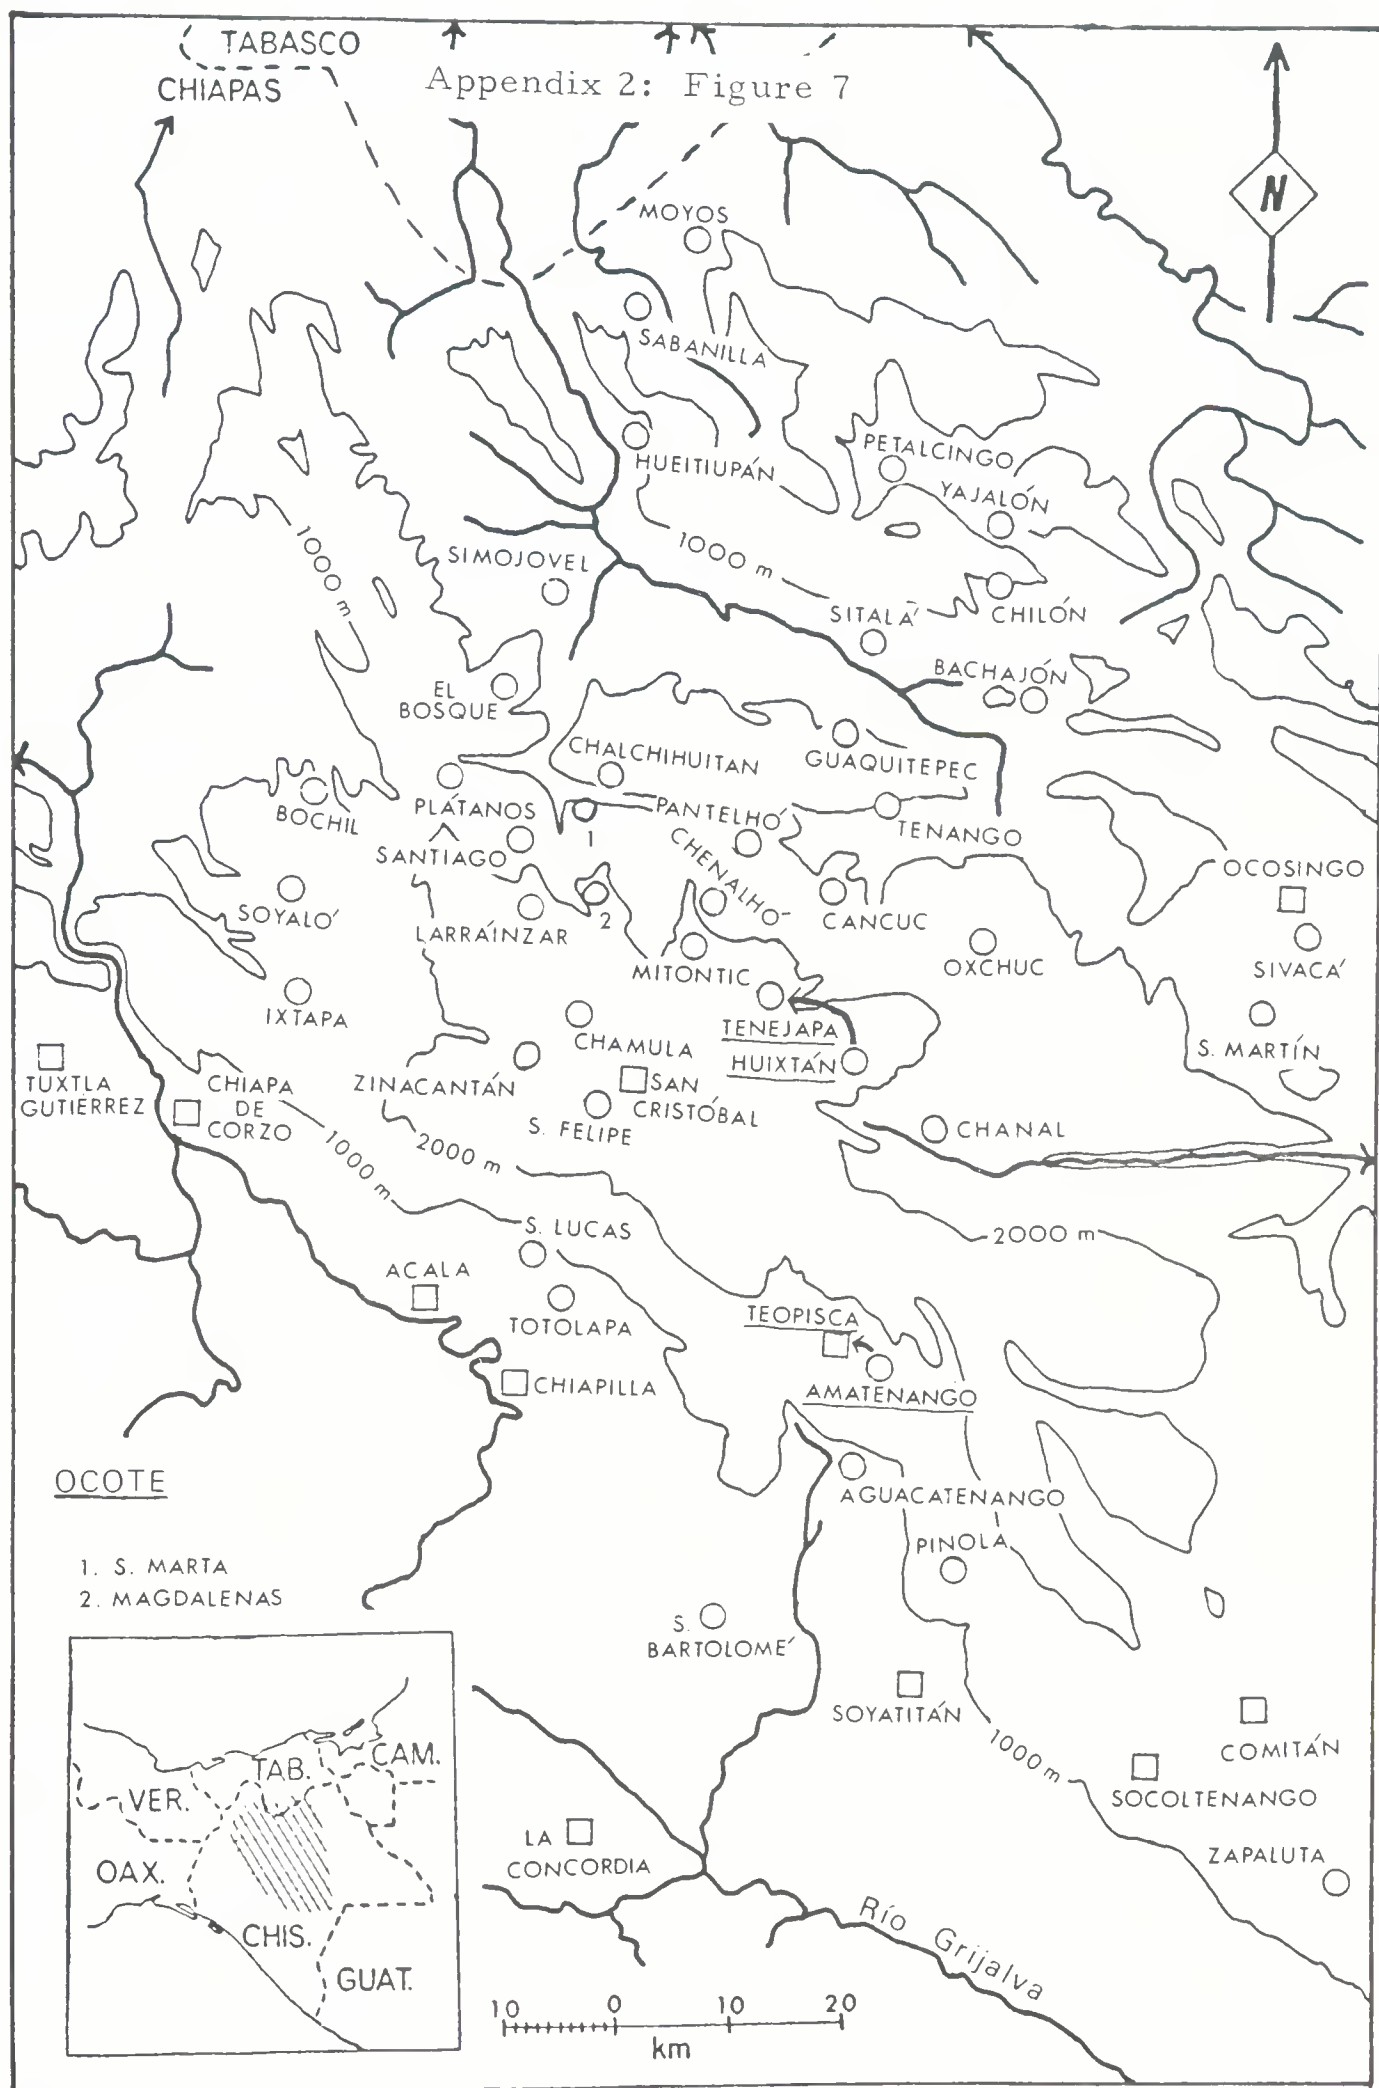 TABASCO
CHIAPAS
Appendix 2: Figure 7
N
MOYOS
SABANILLA
HUEITIUPÁN
PETALCINGO
YAJALÓN
1000 m
1000 m
SIMOJOVEL
CHILÓN
SITALÁ
BACHAJÓN
EL
BOSQUE
CHALCHIHUITAN
GUAQUITEPEC
BOCHIL
PLÁTANOS
1
PANTELHÓ
TENANGO
SANTIAGO
CHENALHÓ
OCOSINGO
SOYALÓ
LARRÁINZAR
2
CANCUC
MITONTIC
OXCHUC
SIVACÁ
IXTAPA
CHAMULA
TENEJAPA
HUIXTÁN
S. MARTÍN
TUXTLA
GUTIÉRREZ
CHIAPA
DE
CORZO
ZINACANTÁN
SAN
CRISTÓBAL
S. FELIPE
CHANAL
1000 m
2000 m
S. LUCAS
2000 m
ACALA
TOTOLAPA
TEOPISCA
CHIAPILLA
AMATENANGO
OCOTE
AGUACATENANGO
PINOLA
1. S. MARTA
2. MAGDALENAS
S.
BARTOLOMÉ
SOYATITÁN
1000 m
COMITÁN
SOCOLTENANGO
ZAPALUTA
LA
CONCORDIA
Río Grijalva
VER.
TAB.
CAM.
OAX.
CHIS.
GUAT.
10 0 10 20
km